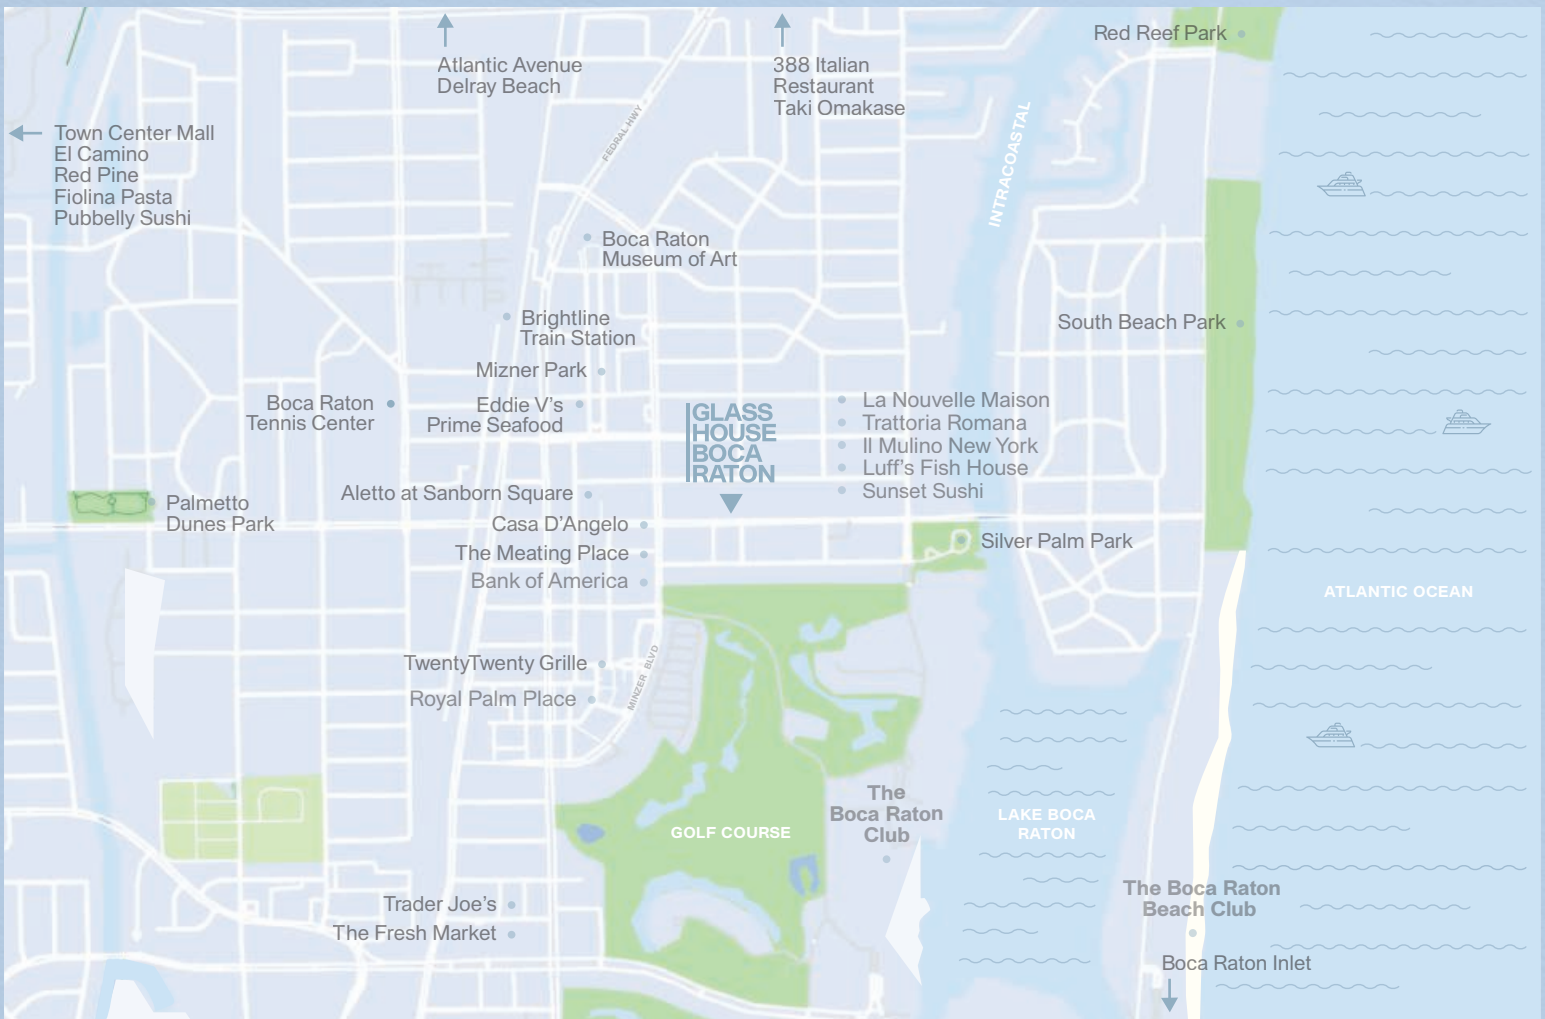 Red Reef Park
Atlantic Avenue
Delray Beach
388 Italian
Restaurant
Taki Omakase
Town Center Mall
El Camino
Red Pine
Fiolina Pasta
Pubbelly Sushi
FEDRAL HWY
INTRACOASTAL
Boca Raton
Museum of Art
Brightline
Train Station
South Beach Park
Mizner Park
Boca Raton
Tennis Center
Eddie V's
Prime Seafood
GLASS
HOUSE
BOCA
RATON
La Nouvelle Maison
Trattoria Romana
Il Mulino New York
Luff's Fish House
Sunset Sushi
Aletto at Sanborn Square
Palmetto
Dunes Park
Casa D'Angelo
The Meating Place
Bank of America
Silver Palm Park
ATLANTIC OCEAN
TwentyTwenty Grille
Royal Palm Place
MINZER BLVD
The
Boca Raton
Club
GOLF COURSE
LAKE BOCA
RATON
Trader Joe's
The Fresh Market
The Boca Raton
Beach Club
Boca Raton Inlet